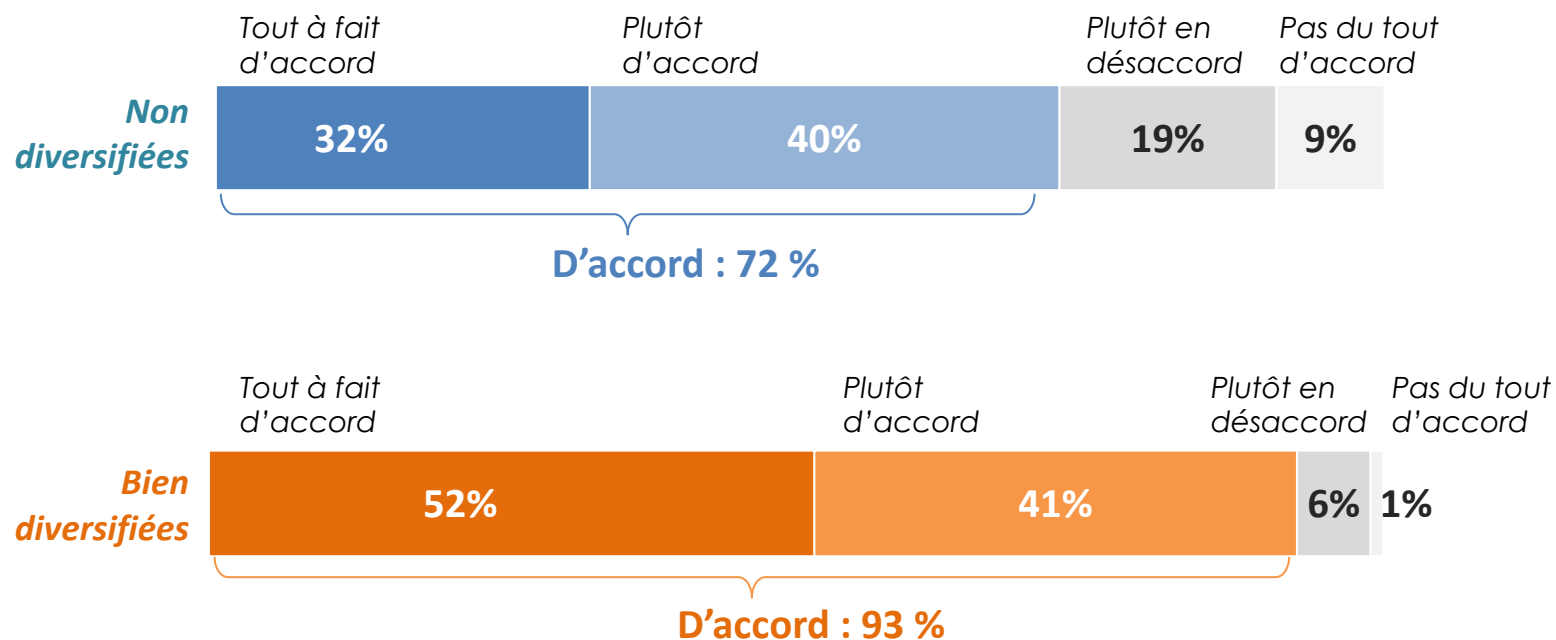 Tout à fait
d’accord
Plutôt
d’accord
Plutôt en
désaccord
Pas du tout
d’accord
Non
diversifiées
32%
40%
19%
9%
D’accord : 72 %
Tout à fait
d’accord
Plutôt
d’accord
Plutôt en
désaccord
Pas du tout
d’accord
Bien
diversifiées
52%
41%
6%
1%
D’accord : 93 %